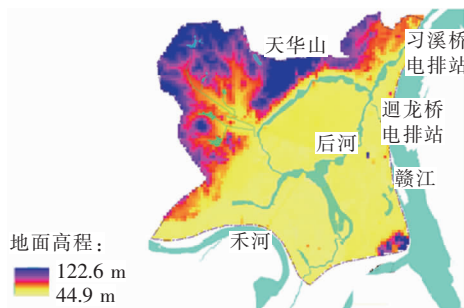 天华山
习溪桥
电排站
迴龙桥
电排站
后河
赣江
禾河
地面高程：
122.6 m
44.9 m